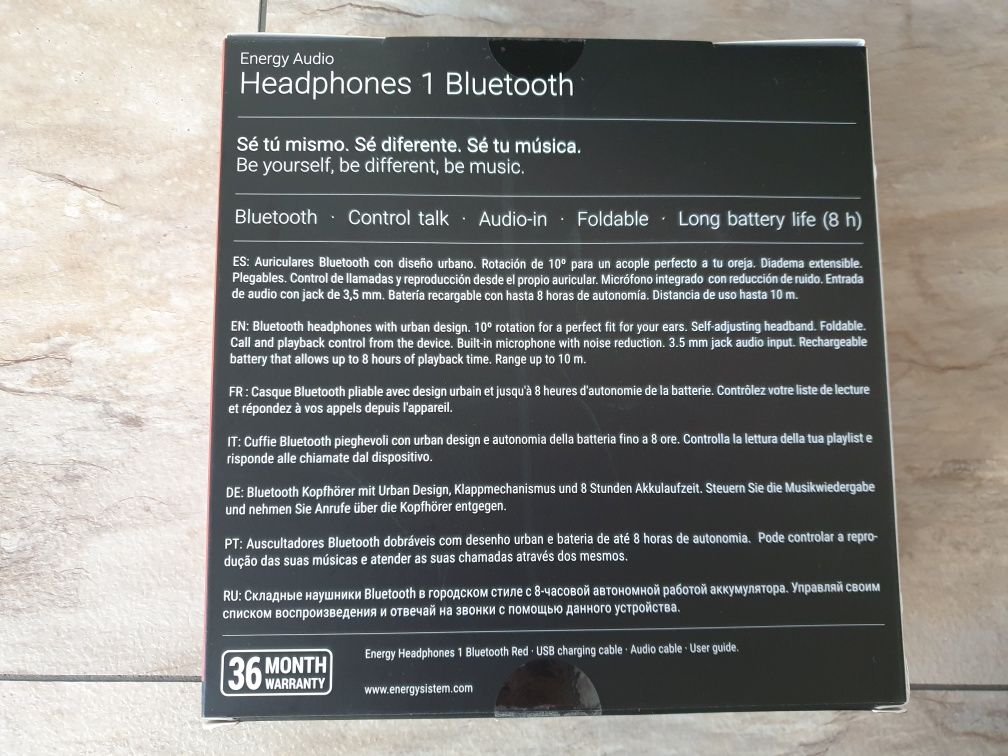 Energy Audio
Headphones 1 Bluetooth
Sé tú mismo. Sé diferente. Sé tu música.
Be yourself, be different, be music.
Bluetooth · Control talk · Audio-in · Foldable · Long battery life (8 h)
ES: Auriculares Bluetooth con diseño urbano. Rotación de 10º para un acople perfecto a tu oreja. Diadema extensible.
Plegables. Control de llamadas y reproducción desde el propio auricular. Micrófono integrado con reducción de ruido. Entrada
de audio con jack de 3,5 mm. Batería recargable con hasta 8 horas de autonomía. Distancia de uso hasta 10 m.
EN: Bluetooth headphones with urban design. 10º rotation for a perfect fit for your ears. Self-adjusting headband. Foldable.
Call and playback control from the device. Built-in microphone with noise reduction. 3.5 mm jack audio input. Rechargeable
battery that allows up to 8 hours of playback time. Range up to 10 m.
FR : Casque Bluetooth pliable avec design urbain et jusqu'à 8 heures d'autonomie de la batterie. Contrôlez votre liste de lecture
et répondez à vos appels depuis l'appareil.
IT: Cuffie Bluetooth pieghevoli con urban design e autonomia della batteria fino a 8 ore. Controlla la lettura della tua playlist e
risponde alle chiamate dal dispositivo.
DE: Bluetooth Kopfhörer mit Urban Design, Klappmechanismus und 8 Stunden Akkulaufzeit. Steuern Sie die Musikwiedergabe
und nehmen Sie Anrufe über die Kopfhörer entgegen.
PT: Auscultadores Bluetooth dobráveis com desenho urban e bateria de até 8 horas de autonomia. Pode controlar a repro-
dução das suas músicas e atender as suas chamadas através dos mesmos.
RU: Складные наушники Bluetooth в городском стиле с 8-часовой автономной работой аккумулятора. Управляй своим
списком воспроизведения и отвечай на звонки с помощью данного устройства.
36 MONTH
WARRANTY
Energy Headphones 1 Bluetooth Red · USB charging cable · Audio cable · User guide.
www.energysistem.com